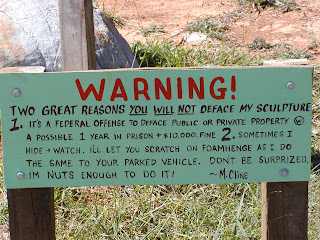 WARNING!
TWO GREAT REASONS YOU WILL NOT DEFACE MY SCULPTURE
1. IT'S A FEDERAL OFFENSE TO DEFACE PUBLIC OR PRIVATE PROPERTY W/
A POSSIBLE 1 YEAR IN PRISON + $10,000. FINE 2. SOMETIMES I
HIDE + WATCH. I'LL LET YOU SCRATCH ON FOAMHENGE AS I DO
THE SAME TO YOUR PARKED VEHICLE. DON'T BE SURPRIZED,
I'M NUTS ENOUGH TO DO IT! ~M. Cline